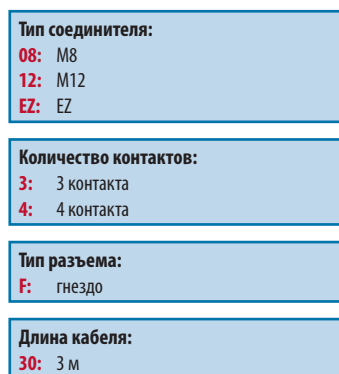 Тип соединителя:
08: M8
12: M12
EZ: EZ
Количество контактов:
3: 3 контакта
4: 4 контакта
Тип разъема:
F: гнездо
Длина кабеля:
30: 3 м